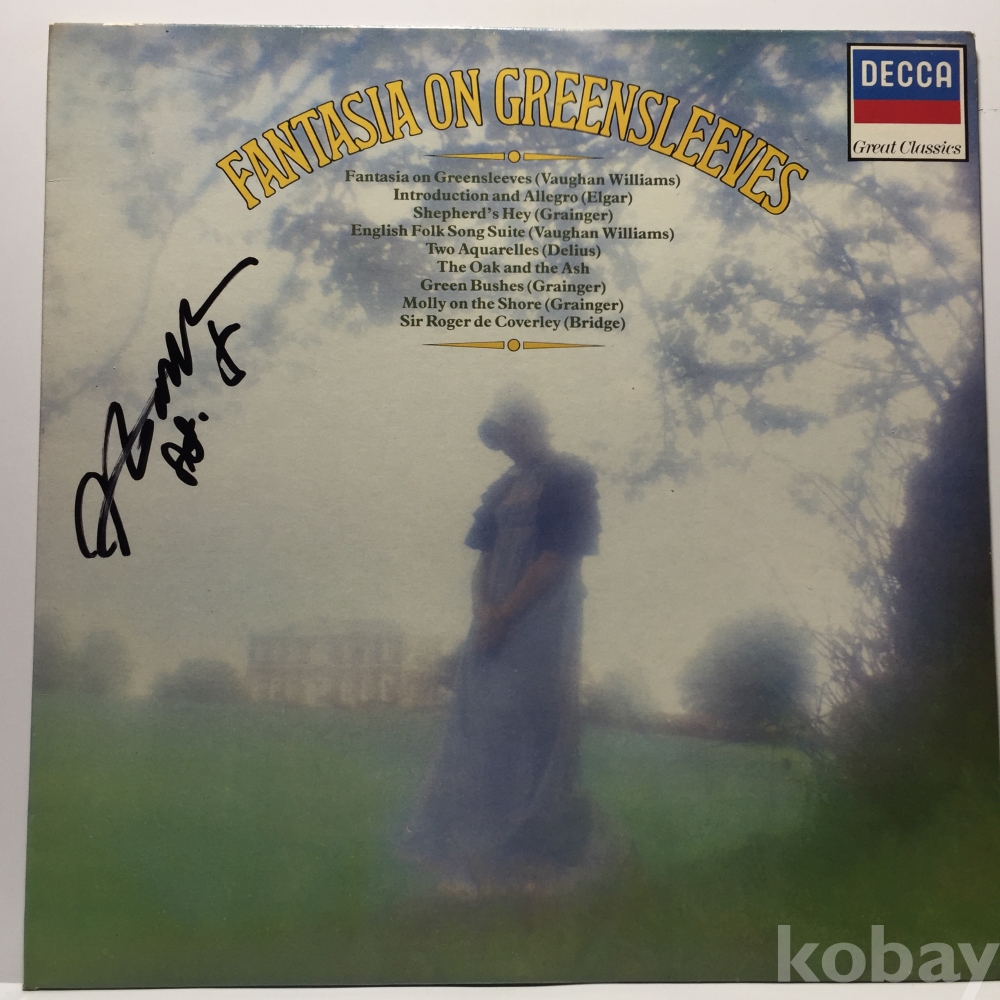 FANTASIA ON GREENSLEEVES
DECCA
Great Classics
Fantasia on Greensleeves (Vaughan Williams)
Introduction and Allegro (Elgar)
Shepherd's Hey (Grainger)
English Folk Song Suite (Vaughan Williams)
Two Aquarelles (Delius)
The Oak and the Ash
Green Bushes (Grainger)
Molly on the Shore (Grainger)
Sir Roger de Coverley (Bridge)
kobay